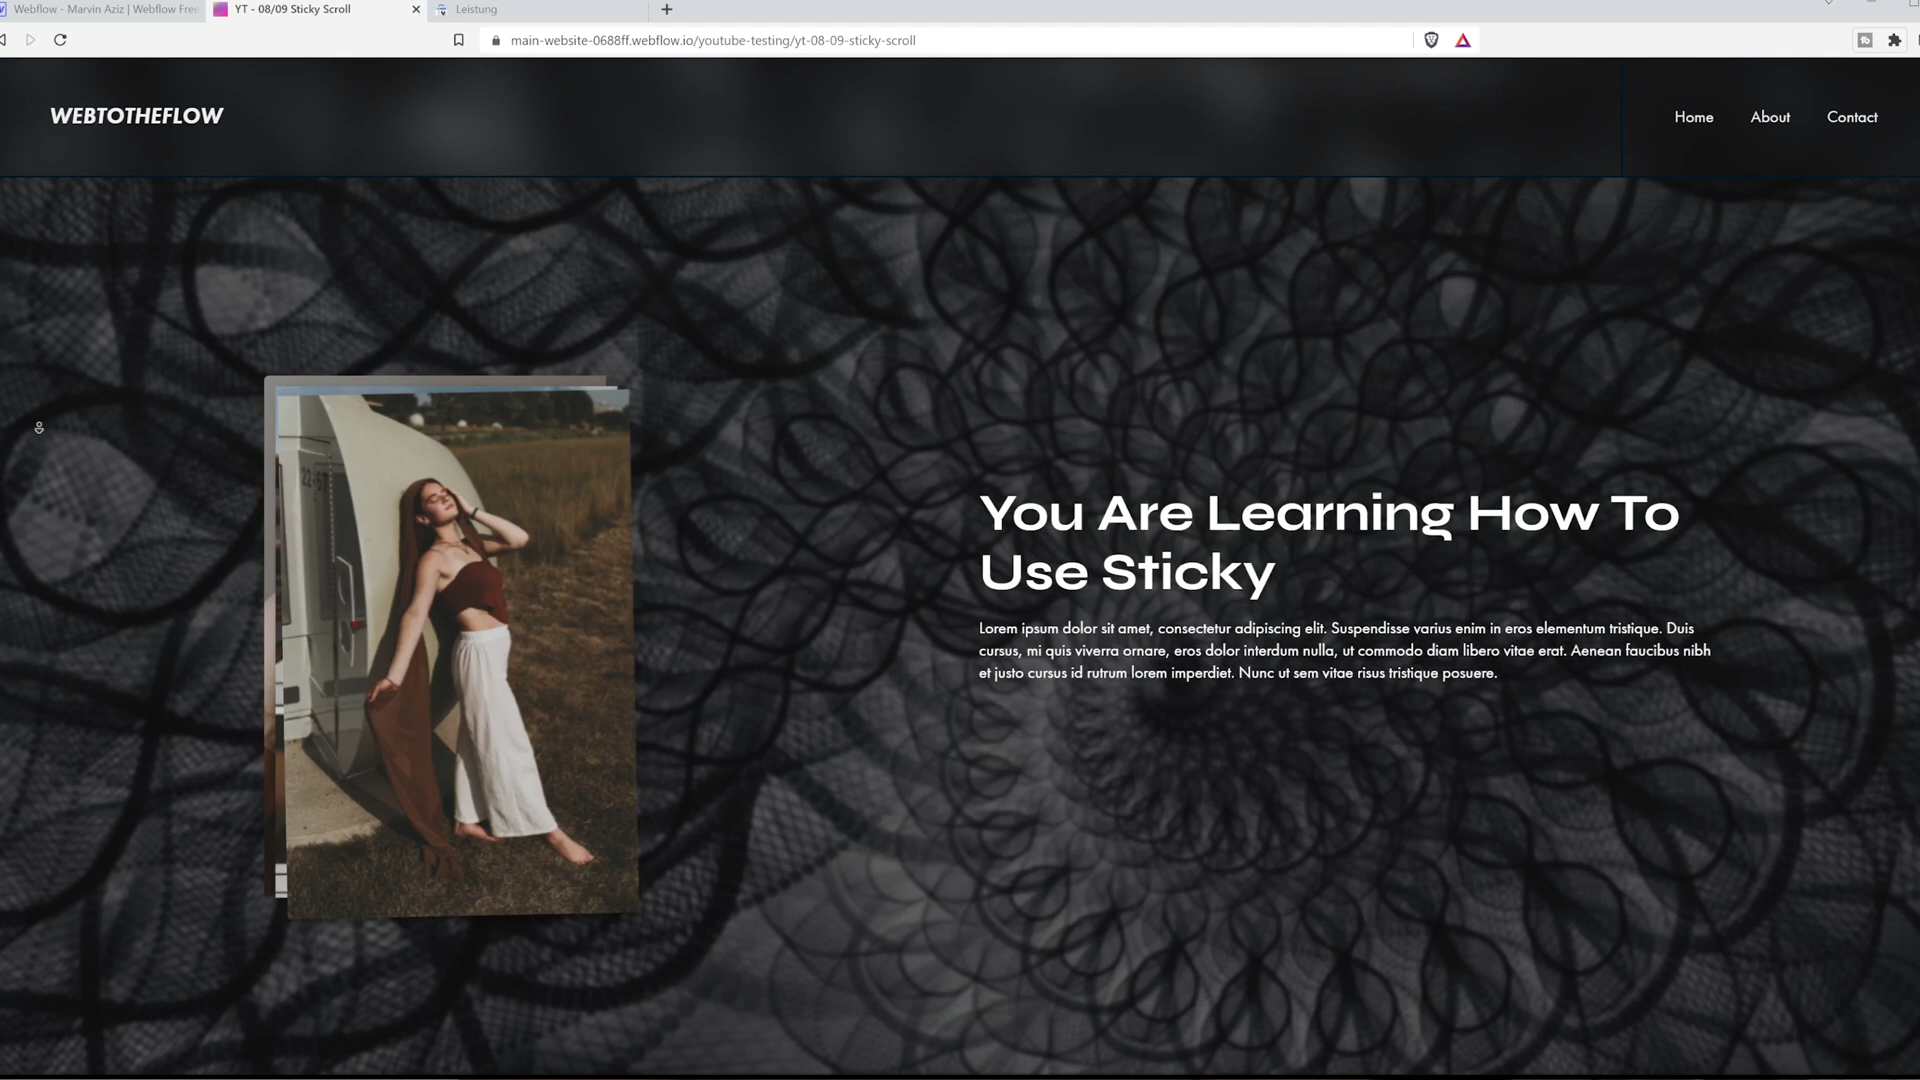 Webflow - Marvin Aziz | Webflow Free
YT - 08/09 Sticky Scroll
Leistung
main-website-0688ff.webflow.io/youtube-testing/yt-08-09-sticky-scroll
WEBTOTHEFLOW
Home
About
Contact
You Are Learning How To
Use Sticky
Lorem ipsum dolor sit amet, consectetur adipiscing elit. Suspendisse varius enim in eros elementum tristique. Duis
cursus, mi quis viverra ornare, eros dolor interdum nulla, ut commodo diam libero vitae erat. Aenean faucibus nibh
et justo cursus id rutrum lorem imperdiet. Nunc ut sem vitae risus tristique posuere.